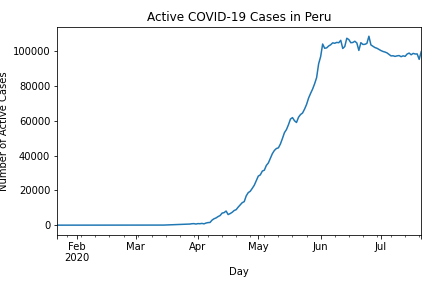 Active COVID-19 Cases in Peru
Number of Active Cases
100000
80000
60000
40000
20000
0
Feb Mar Apr May Jun Jul
2020
Day